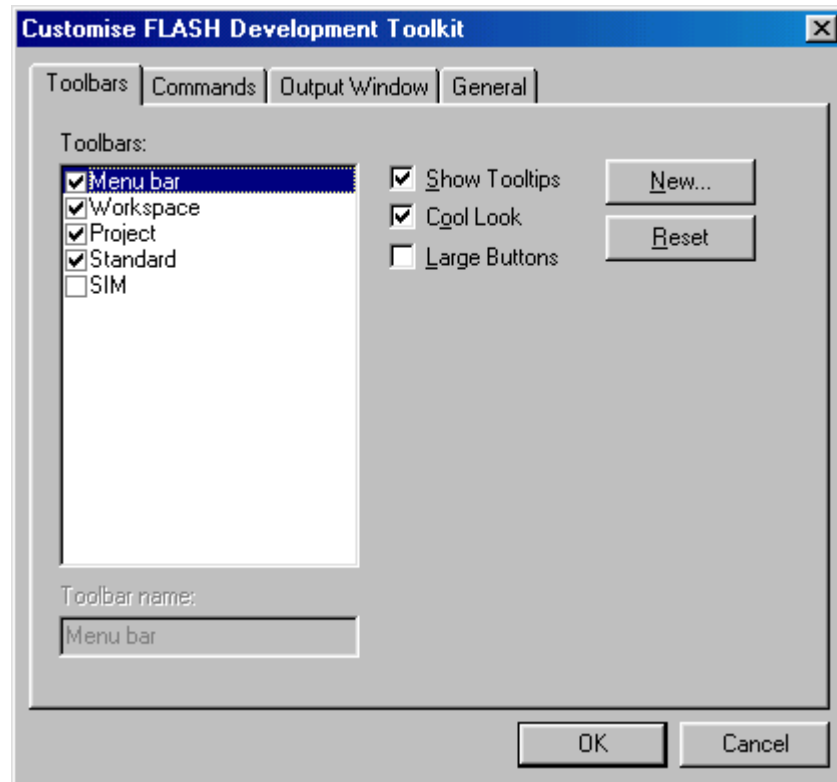 Customise FLASH Development Toolkit
Toolbars Commands Output Window General
Toolbars:
Menu bar
Workspace
Project
Standard
SIM
Show Tooltips
Cool Look
Large Buttons
New...
Reset
Toolbar name:
Menu bar
OK Cancel